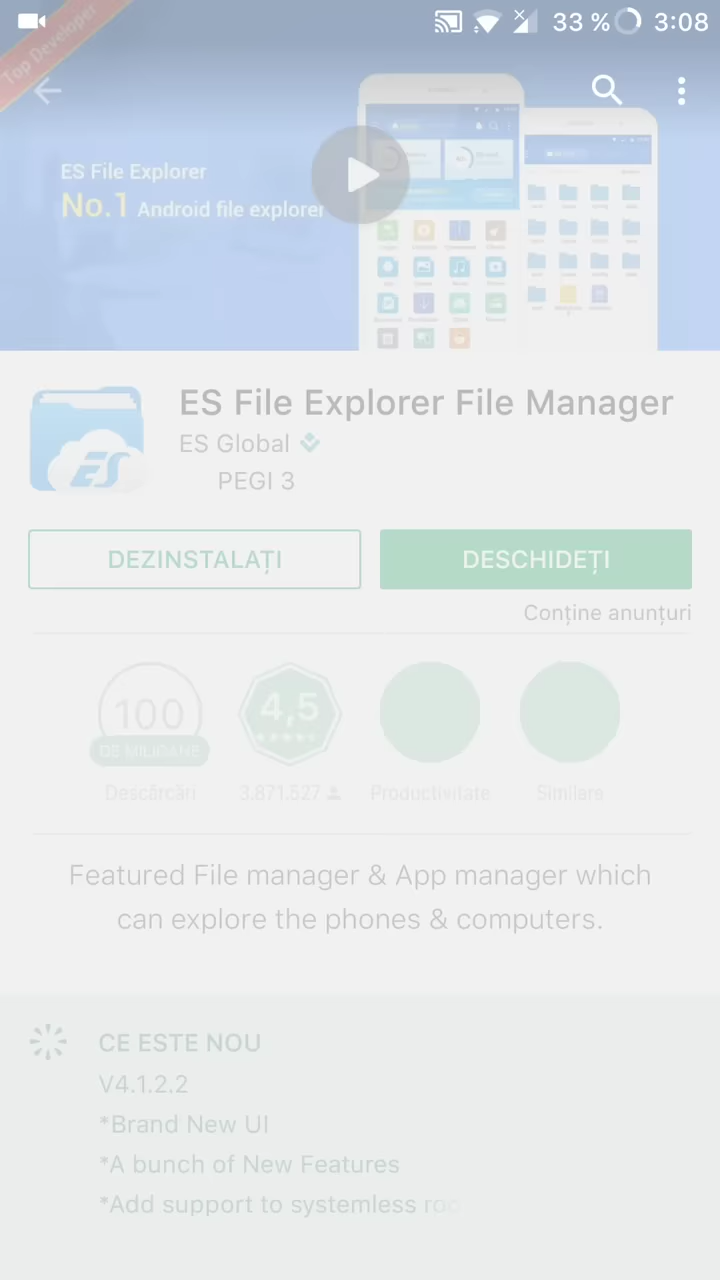 33 % 3:08
Top Developer
ES File Explorer
No.1 Android file explorer
ES File Explorer File Manager
ES Global
PEGI 3
DEZINSTALAȚI
DESCHIDEȚI
Conține anunțuri
100
DE MILIOANE
4,5
Descărcări
3.871.527
Productivitate
Similare
Featured File manager & App manager which
can explore the phones & computers.
CE ESTE NOU
V4.1.2.2
*Brand New UI
*A bunch of New Features
*Add support to systemless